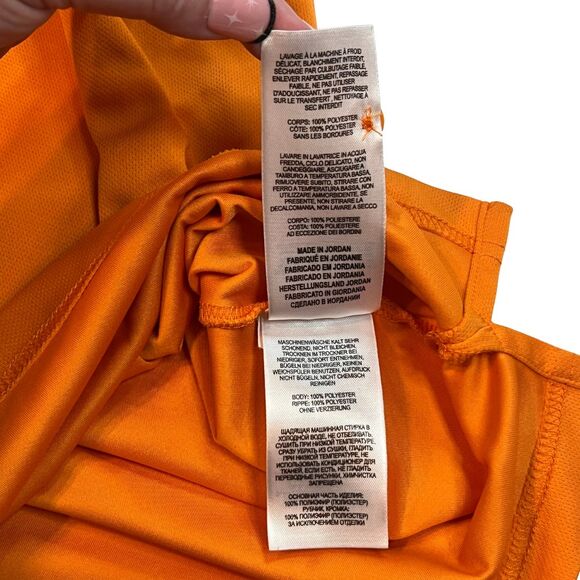 LAVAGE À LA MACHINE À FROID
DÉLICAT, BLANCHIMENT INTERDIT,
SÉCHAGE PAR CULBUTAGE FAIBLE,
ENLEVER RAPIDEMENT, REPASSAGE
FAIBLE, NE PAS UTILISER
D'ADOUCISSANT, NE PAS REPASSER
SUR LE TRANSFERT, NETTOYAGE À
SEC INTERDIT
CORPS: 100% POLYESTER
CÔTE: 100% POLYESTER
SANS LES BORDURES
LAVARE IN LAVATRICE IN ACQUA
FREDDA, CICLO DELICATO, NON
CANDEGGIARE, ASCIUGARE A
TAMBURO A TEMPERATURA BASSA,
RIMUOVERE SUBITO, STIRARE CON
FERRO A TEMPERATURA BASSA, NON
UTILIZZARE AMMORBIDENTE,
NON STIRARE LA
DECALCOMANIA, NON LAVARE A SECCO
CORPO: 100% POLIESTERE
COSTA: 100% POLIESTERE
AD ECCEZIONE DEI BORDINI
MADE IN JORDAN
FABRIQUÉ EN JORDANIE
FABRICADO EM JORDANIA
HERSTELLUNGSLAND JORDAN
FABBRICATO IN GIORDANIA
СДЕЛАНО В ИОРДАНИИ
MASCHINENWÄSCHE KALT SEHR
SCHONEND, NICHT BLEICHEN,
TROCKNEN IM TROCKNER BEI
NIEDRIGER, SOFORT ENTNEHMEN,
BÜGELN BEI NIEDRIGER, KEINEN
WEICHSPÜLER BENUTZEN, AUFDRUCK
NICHT BÜGELN, NICHT CHEMISCH
REINIGEN
BODY: 100% POLYESTER
RIPPE: 100% POLYESTER
OHNE VERZIERUNG
ЩАДЯЩАЯ МАШИННАЯ СТИРКА В
ХОЛОДНОЙ ВОДЕ, НЕ ОТБЕЛИВАТЬ,
СУШИТЬ ПРИ НИЗКОЙ ТЕМПЕРАТУРЕ,
СРАЗУ УБРАТЬ ИЗ СУШКИ, ГЛАДИТЬ
ПРИ НИЗКОЙ ТЕМПЕРАТУРЕ, НЕ
ИСПОЛЬЗОВАТЬ КОНДИЦИОНЕР ДЛЯ
ТКАНЕЙ, ЕСЛИ ЕСТЬ, НЕ ГЛАДИТЬ
ПЕРЕВОДНЫЕ РИСУНКИ, ХИМЧИСТКА
ЗАПРЕЩЕНА
ОСНОВНАЯ ЧАСТЬ ИЗДЕЛИЯ:
100% ПОЛИЭФИР (ПОЛИЭСТЕР)
РУБЧИК, КРОМКА:
100% ПОЛИЭФИР (ПОЛИЭСТЕР)
ЗА ИСКЛЮЧЕНИЕМ ОТДЕЛКИ